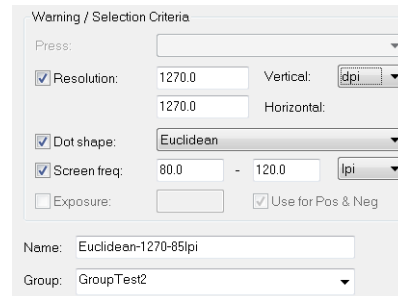 Warning / Selection Criteria
Press:
Resolution: 1270.0 Vertical: dpi
1270.0 Horizontal:
Dot shape: Euclidean
Screen freq: 80.0 - 120.0 lpi
Exposure: Use for Pos & Neg
Name: Euclidean-1270-85lpi
Group: GroupTest2